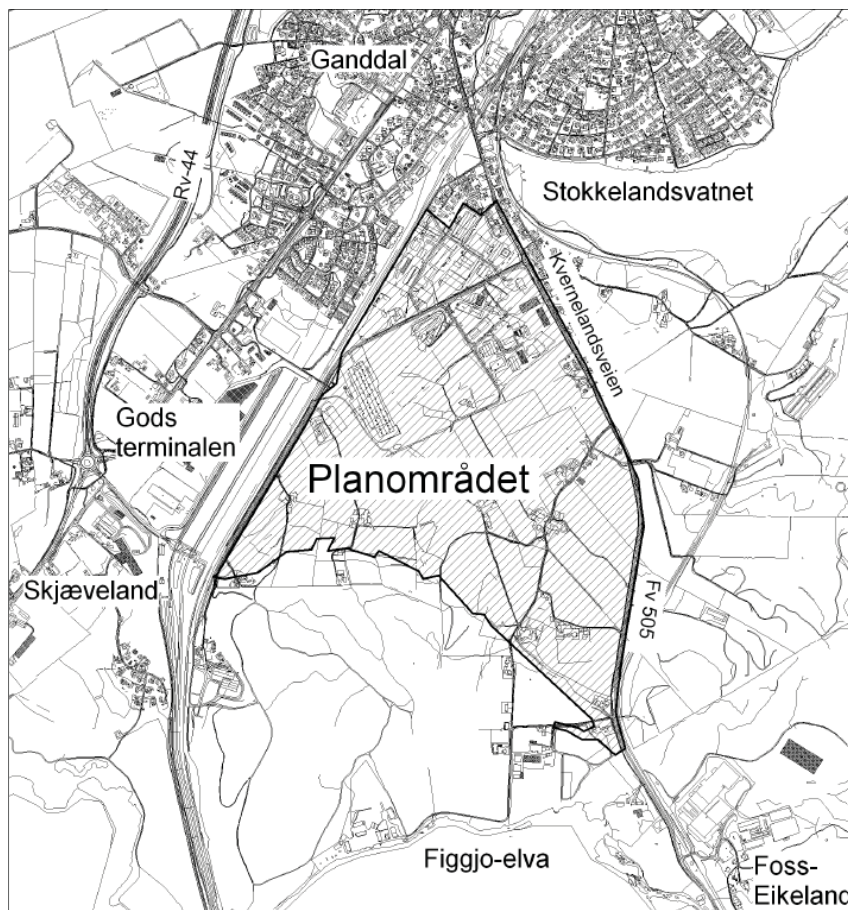 Ganddal
Rv-44
Stokkelandsvatnet
Kvernelandsveien
Gods
terminalen
Planområdet
Skjæveland
Fv 505
Figgjo-elva
Foss-
Eikeland